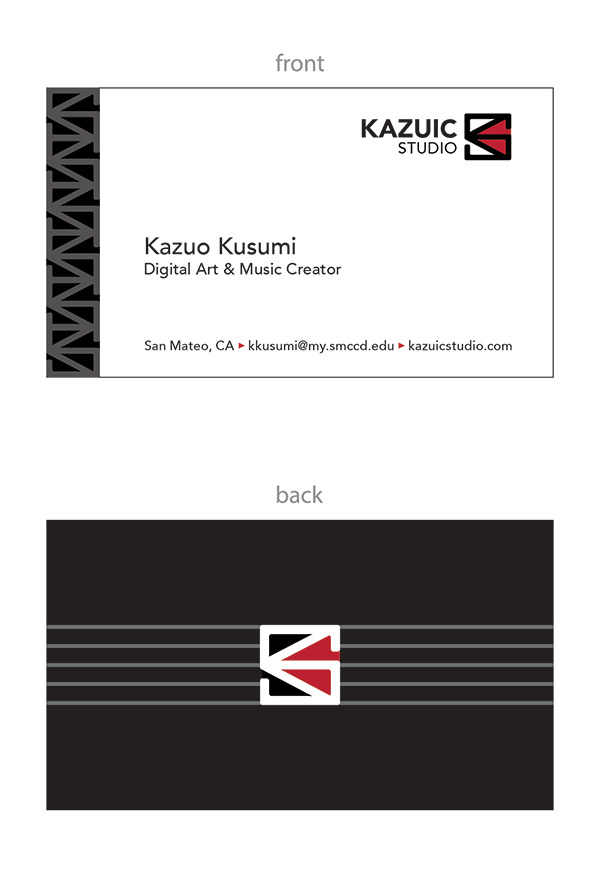 front
KAZUIC
STUDIO
Kazuo Kusumi
Digital Art & Music Creator
San Mateo, CA ▸ kkusumi@my.smccd.edu ▸ kazuicstudio.com
back